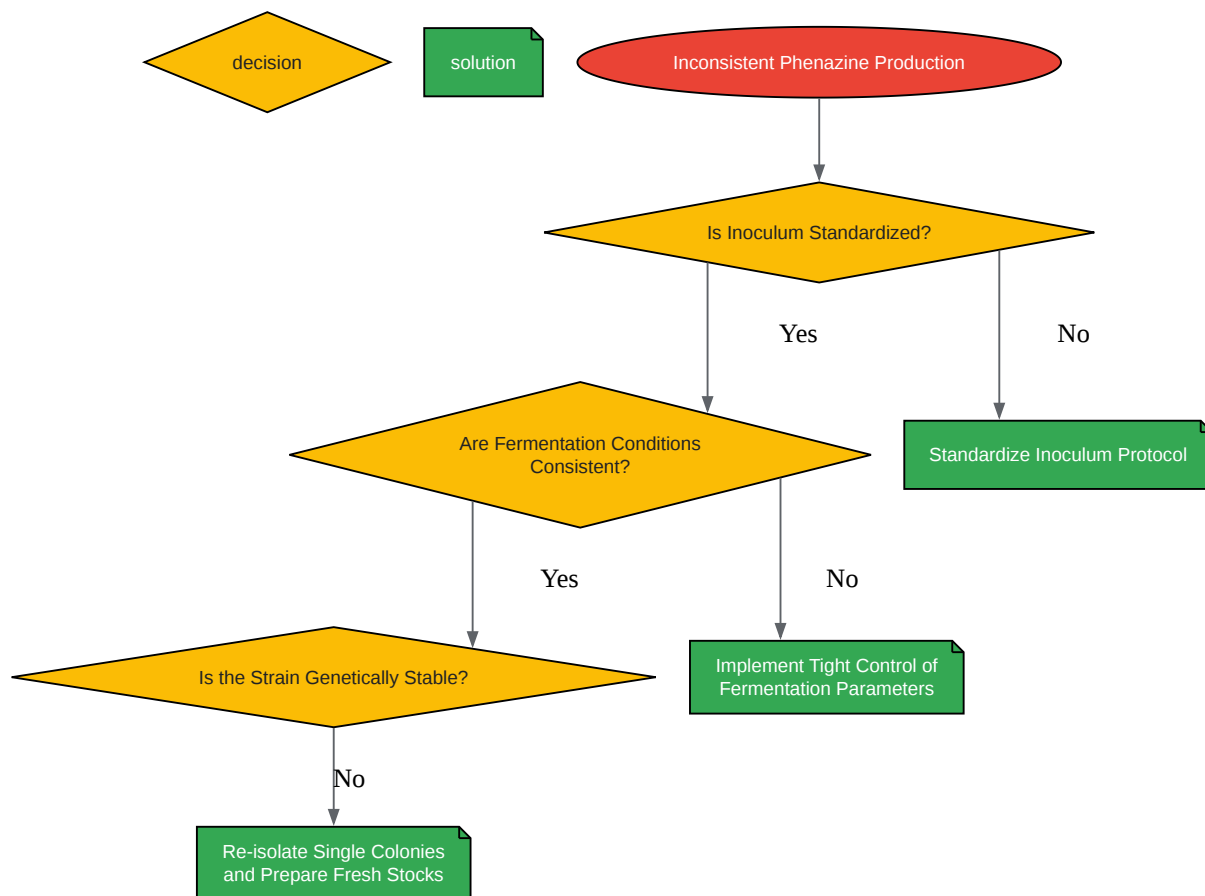 decision
solution
Inconsistent Phenazine Production
Is Inoculum Standardized?
Yes
No
Are Fermentation Conditions
Consistent?
Standardize Inoculum Protocol
Yes
No
Is the Strain Genetically Stable?
Implement Tight Control of
Fermentation Parameters
No
Re-isolate Single Colonies
and Prepare Fresh Stocks